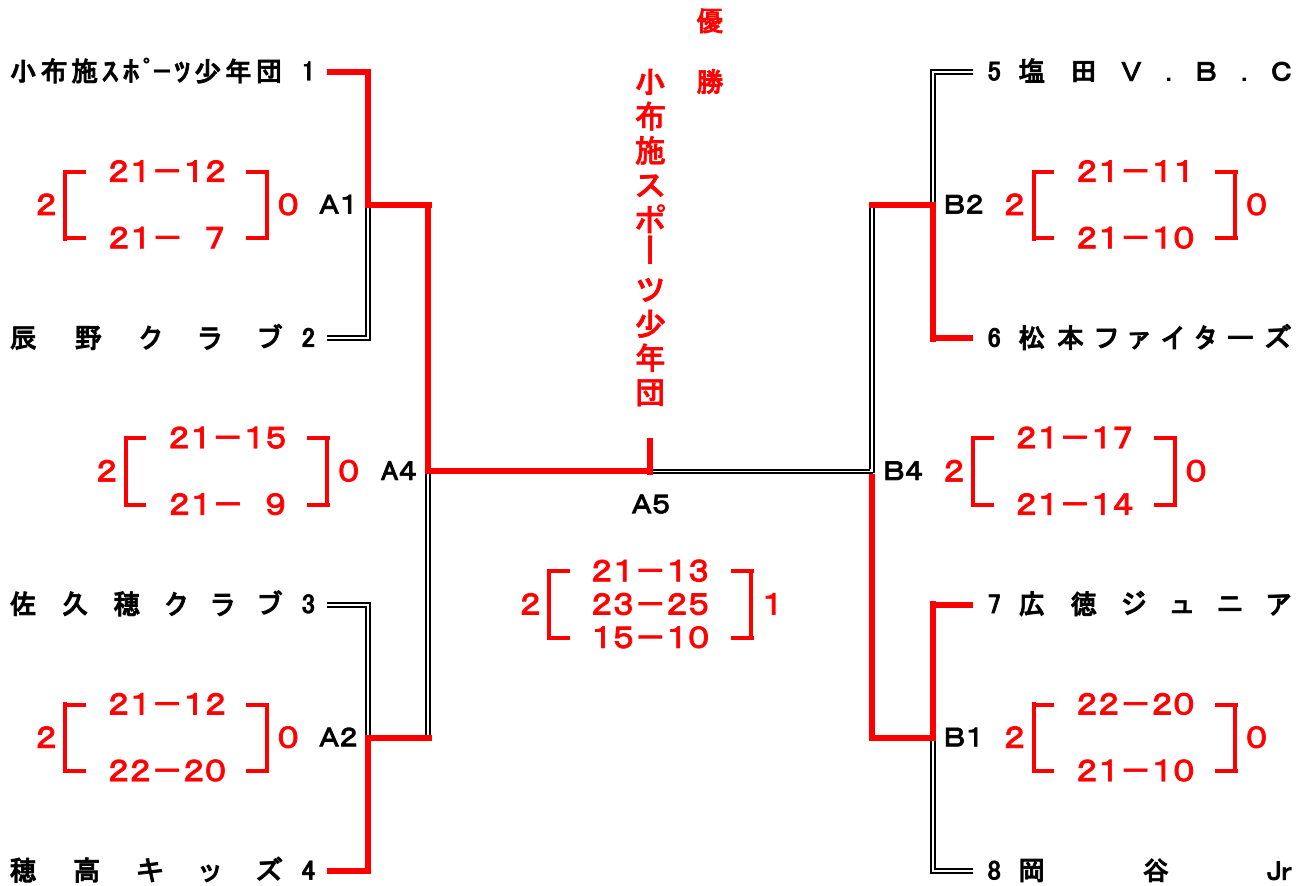 優勝
小布施スポーツ少年団
小布施スポーツ少年団 1
21－12
2 0 A1
21－ 7
辰野クラブ 2
21－15
2 0 A4
21－ 9
佐久穂クラブ 3
21－12
2 0 A2
22－20
穂高キッズ 4
A5
21－13
2 23－25 1
15－10
5 塩田V.B.C
21－11
B2 2 0
21－10
6 松本ファイターズ
21－17
B4 2 0
21－14
7 広徳ジュニア
22－20
B1 2 0
21－10
8 岡谷Jr